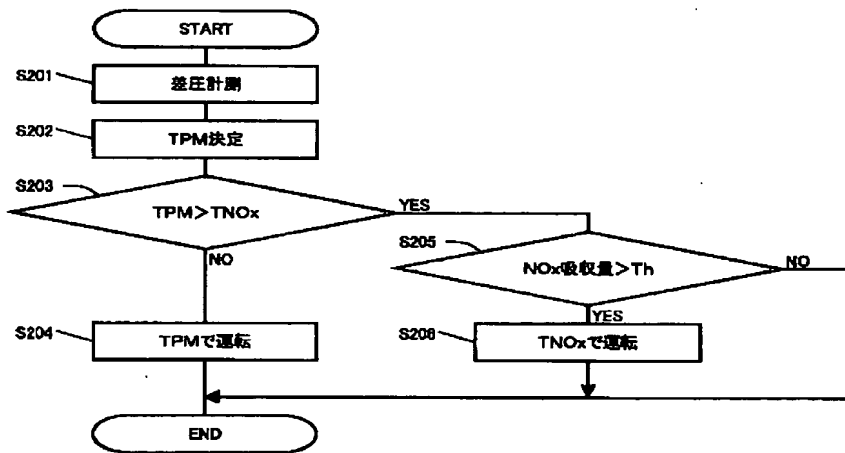 START
S201
差圧計測
S202
TPM決定
S203
TPM>TNOx
YES
NO
S205
NOx吸収量>Th
NO
YES
S204
TPMで運転
S206
TNOxで運転
END